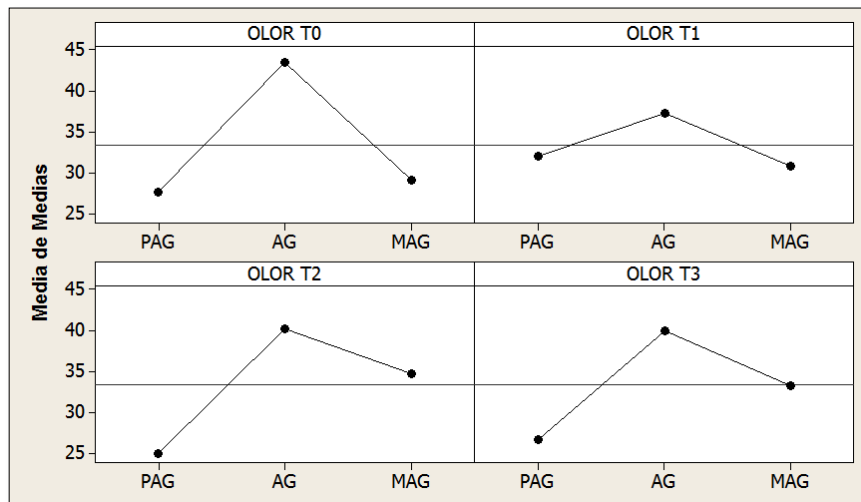 OLOR T0
OLOR T1
45
40
35
30
25
PAG AG MAG
PAG AG MAG
Media de Medias
OLOR T2
OLOR T3
45
40
35
30
25
PAG AG MAG
PAG AG MAG